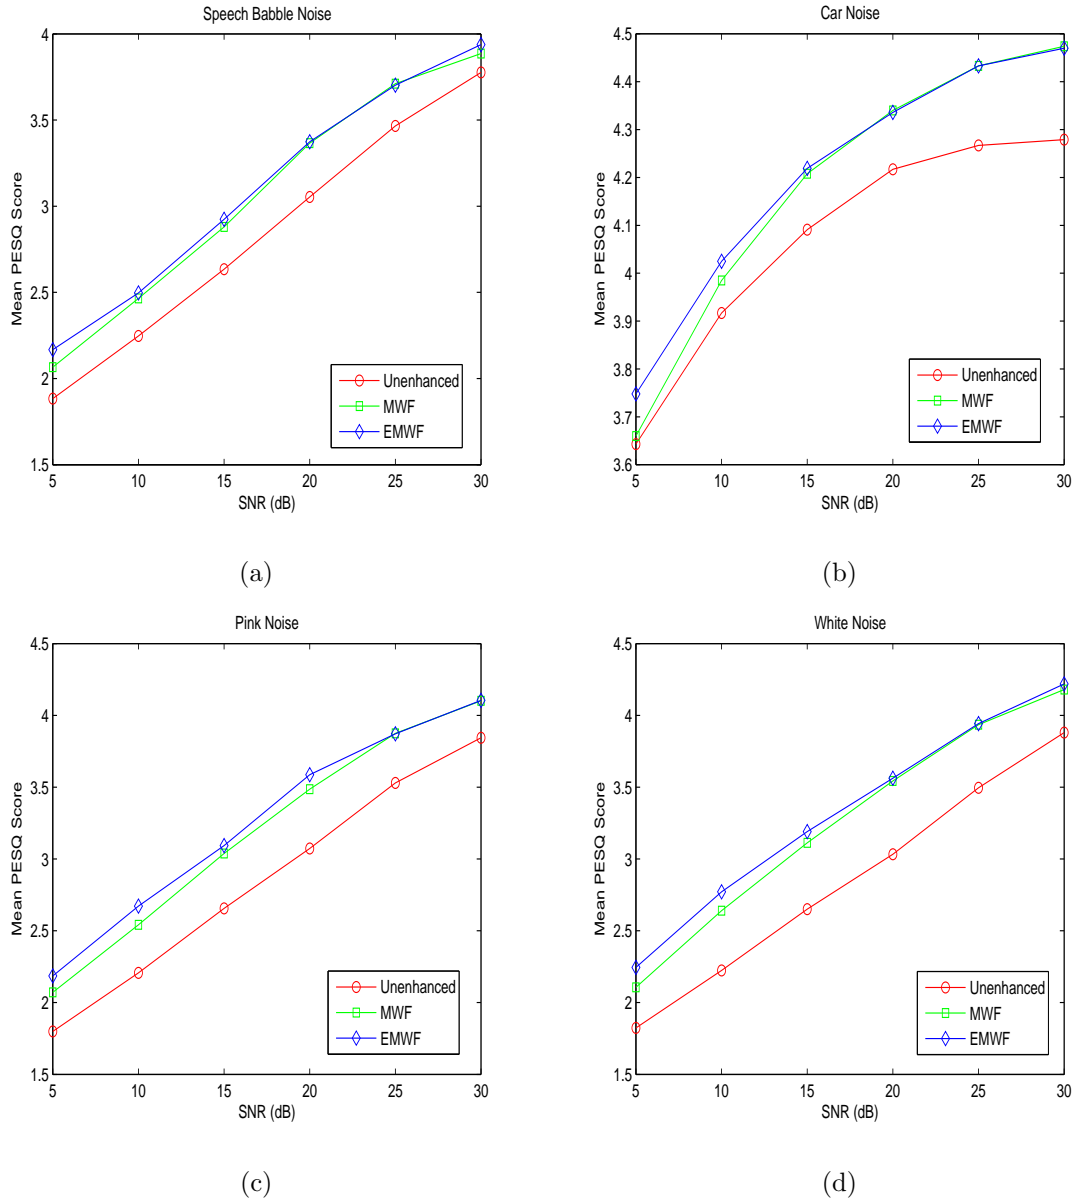 Speech Babble Noise
Mean PESQ Score
4
3.5
3
2.5
2
1.5
5 10 15 20 25 30
SNR (dB)
Unenhanced
MWF
EMWF
(a)
Car Noise
Mean PESQ Score
4.5
4.4
4.3
4.2
4.1
4
3.9
3.8
3.7
3.6
5 10 15 20 25 30
SNR (dB)
Unenhanced
MWF
EMWF
(b)
Pink Noise
Mean PESQ Score
4.5
4
3.5
3
2.5
2
1.5
5 10 15 20 25 30
SNR (dB)
Unenhanced
MWF
EMWF
(c)
White Noise
Mean PESQ Score
4.5
4
3.5
3
2.5
2
1.5
5 10 15 20 25 30
SNR (dB)
Unenhanced
MWF
EMWF
(d)